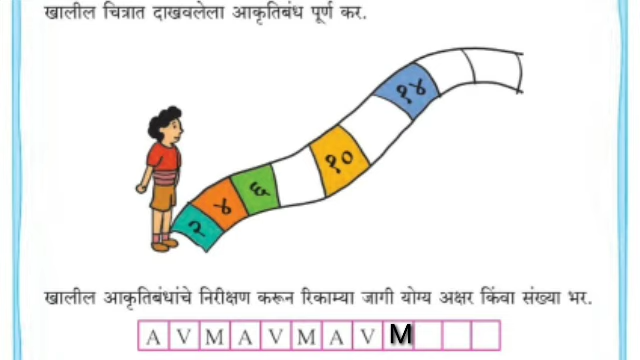 खालील चित्रात दाखवलेला आकृतिबंध पूर्ण कर.
१४
१०
६
४
२
खालील आकृतिबंधांचे निरीक्षण करून रिकाम्या जागी योग्य अक्षर किंवा संख्या भर.
A V M A V M A V M